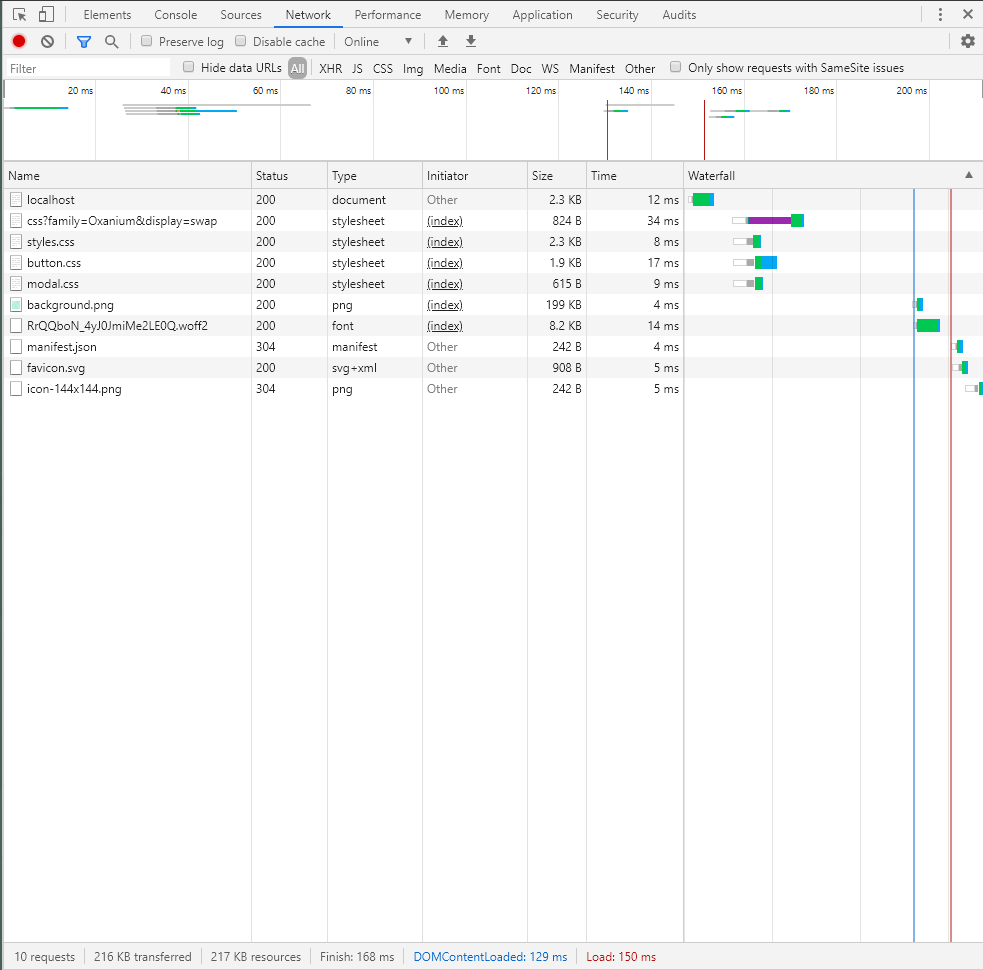 Elements Console Sources Network Performance Memory Application Security Audits
Preserve log Disable cache Online
Filter Hide data URLs All XHR JS CSS Img Media Font Doc WS Manifest Other Only show requests with SameSite issues
20 ms 40 ms 60 ms 80 ms 100 ms 120 ms 140 ms 160 ms 180 ms 200 ms
Name Status Type Initiator Size Time Waterfall
localhost 200 document Other 2.3 KB 12 ms
css?family=Oxanium&display=swap 200 stylesheet (index) 824 B 34 ms
styles.css 200 stylesheet (index) 2.3 KB 8 ms
button.css 200 stylesheet (index) 1.9 KB 17 ms
modal.css 200 stylesheet (index) 615 B 9 ms
background.png 200 png (index) 199 KB 4 ms
RrQQboN_4yJ0JmiMe2LE0Q.woff2 200 font (index) 8.2 KB 14 ms
manifest.json 304 manifest Other 242 B 4 ms
favicon.svg 200 svg+xml Other 908 B 5 ms
icon-144x144.png 304 png Other 242 B 5 ms
10 requests 216 KB transferred 217 KB resources Finish: 168 ms DOMContentLoaded: 129 ms Load: 150 ms